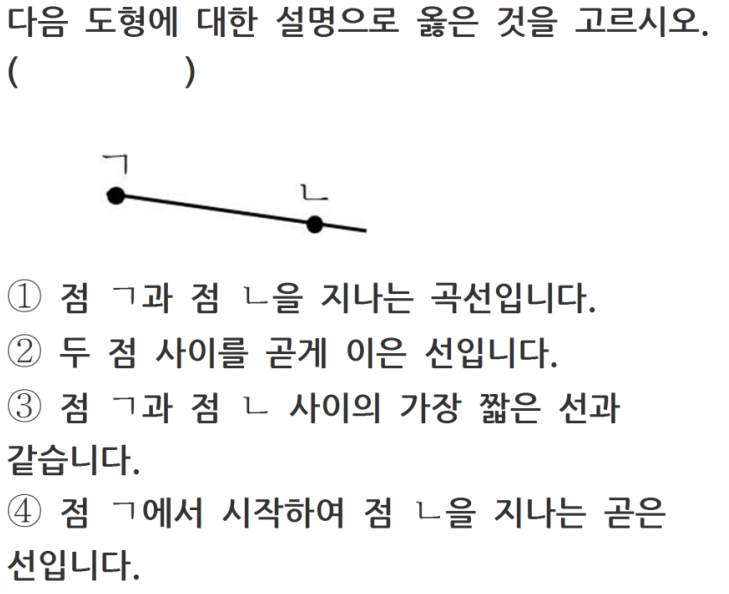 다음 도형에 대한 설명으로 옳은 것을 고르시오.
( )
ㄱ
ㄴ
① 점 ㄱ과 점 ㄴ을 지나는 곡선입니다.
② 두 점 사이를 곧게 이은 선입니다.
③ 점 ㄱ과 점 ㄴ 사이의 가장 짧은 선과
같습니다.
④ 점 ㄱ에서 시작하여 점 ㄴ을 지나는 곧은
선입니다.